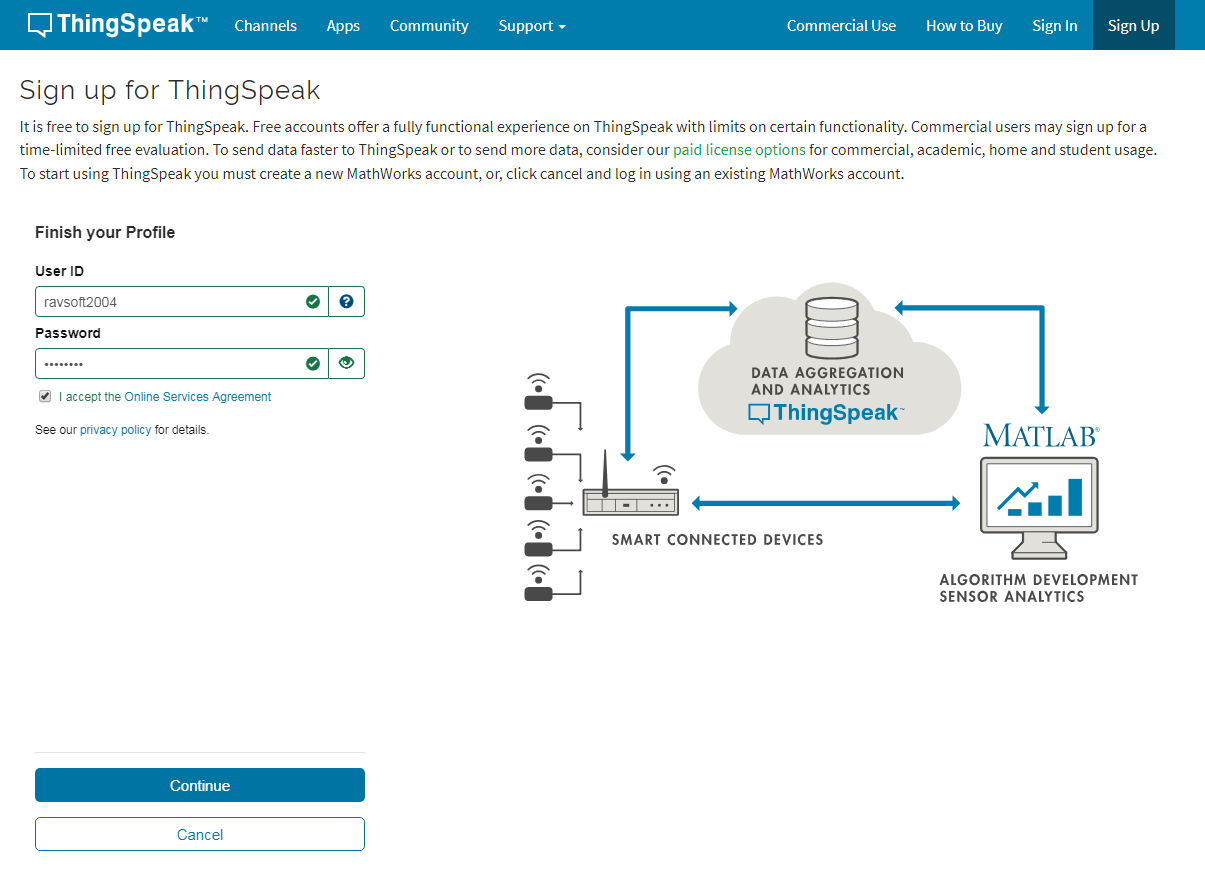 ThingSpeak™ Channels Apps Community Support Commercial Use How to Buy Sign In Sign Up
Sign up for ThingSpeak
It is free to sign up for ThingSpeak. Free accounts offer a fully functional experience on ThingSpeak with limits on certain functionality. Commercial users may sign up for a
time-limited free evaluation. To send data faster to ThingSpeak or to send more data, consider our paid license options for commercial, academic, home and student usage.
To start using ThingSpeak you must create a new MathWorks account, or, click cancel and log in using an existing MathWorks account.
Finish your Profile
User ID
ravsoft2004
Password
••••••••
I accept the Online Services Agreement
See our privacy policy for details.
DATA AGGREGATION
AND ANALYTICS
ThingSpeak™
MATLAB®
SMART CONNECTED DEVICES
ALGORITHM DEVELOPMENT
SENSOR ANALYTICS
Continue
Cancel